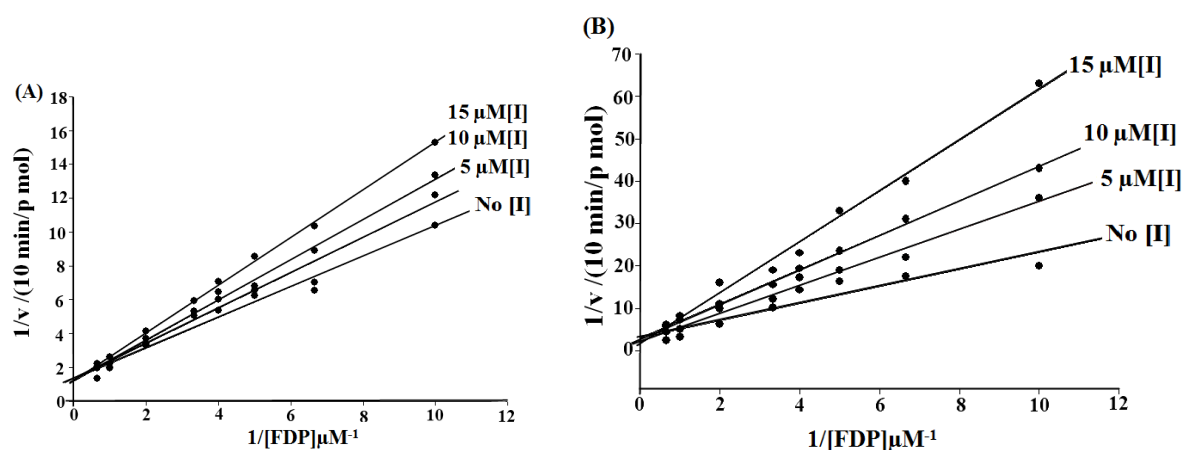 (A)
18
16
14
12
10
8
6
4
2
0
1/v /(10 min/p mol)
15 µM[I]
10 µM[I]
5 µM[I]
No [I]
0 2 4 6 8 10 12
1/[FDP]µM⁻¹
(B)
70
60
50
40
30
20
10
0
1/v /(10 min/p mol)
15 µM[I]
10 µM[I]
5 µM[I]
No [I]
0 2 4 6 8 10 12
1/[FDP]µM⁻¹